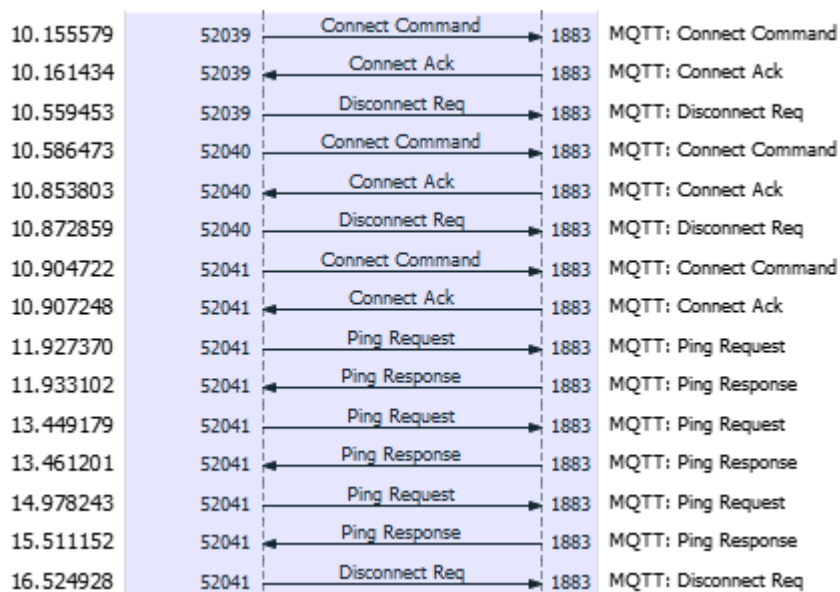 10.155579 52039 Connect Command 1883 MQTT: Connect Command
10.161434 52039 Connect Ack 1883 MQTT: Connect Ack
10.559453 52039 Disconnect Req 1883 MQTT: Disconnect Req
10.586473 52040 Connect Command 1883 MQTT: Connect Command
10.853803 52040 Connect Ack 1883 MQTT: Connect Ack
10.872859 52040 Disconnect Req 1883 MQTT: Disconnect Req
10.904722 52041 Connect Command 1883 MQTT: Connect Command
10.907248 52041 Connect Ack 1883 MQTT: Connect Ack
11.927370 52041 Ping Request 1883 MQTT: Ping Request
11.933102 52041 Ping Response 1883 MQTT: Ping Response
13.449179 52041 Ping Request 1883 MQTT: Ping Request
13.461201 52041 Ping Response 1883 MQTT: Ping Response
14.978243 52041 Ping Request 1883 MQTT: Ping Request
15.511152 52041 Ping Response 1883 MQTT: Ping Response
16.524928 52041 Disconnect Req 1883 MQTT: Disconnect Req